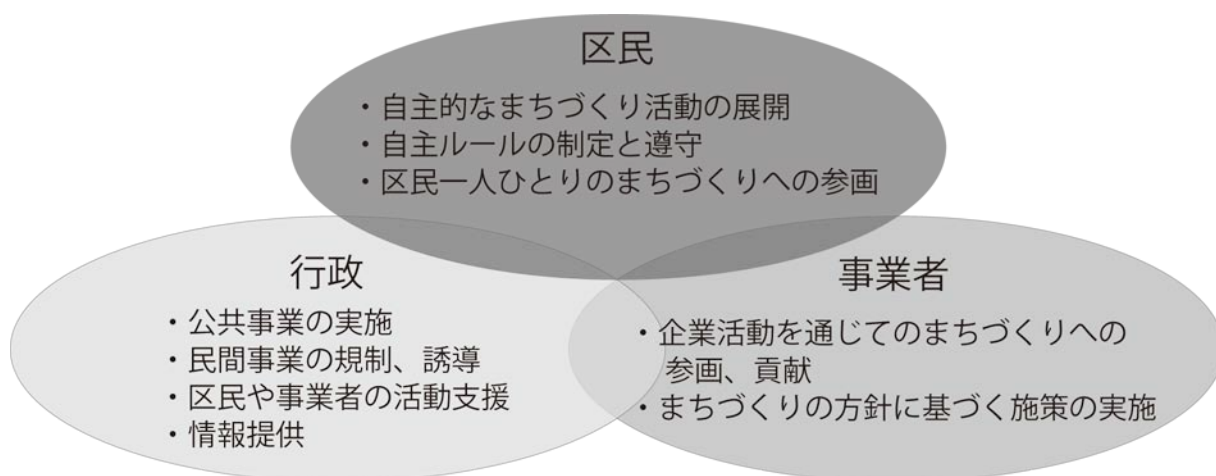 区民
・自主的なまちづくり活動の展開
・自主ルールの制定と遵守
・区民一人ひとりのまちづくりへの参画
行政
・公共事業の実施
・民間事業の規制、誘導
・区民や事業者の活動支援
・情報提供
事業者
・企業活動を通じてのまちづくりへの
参画、貢献
・まちづくりの方針に基づく施策の実施